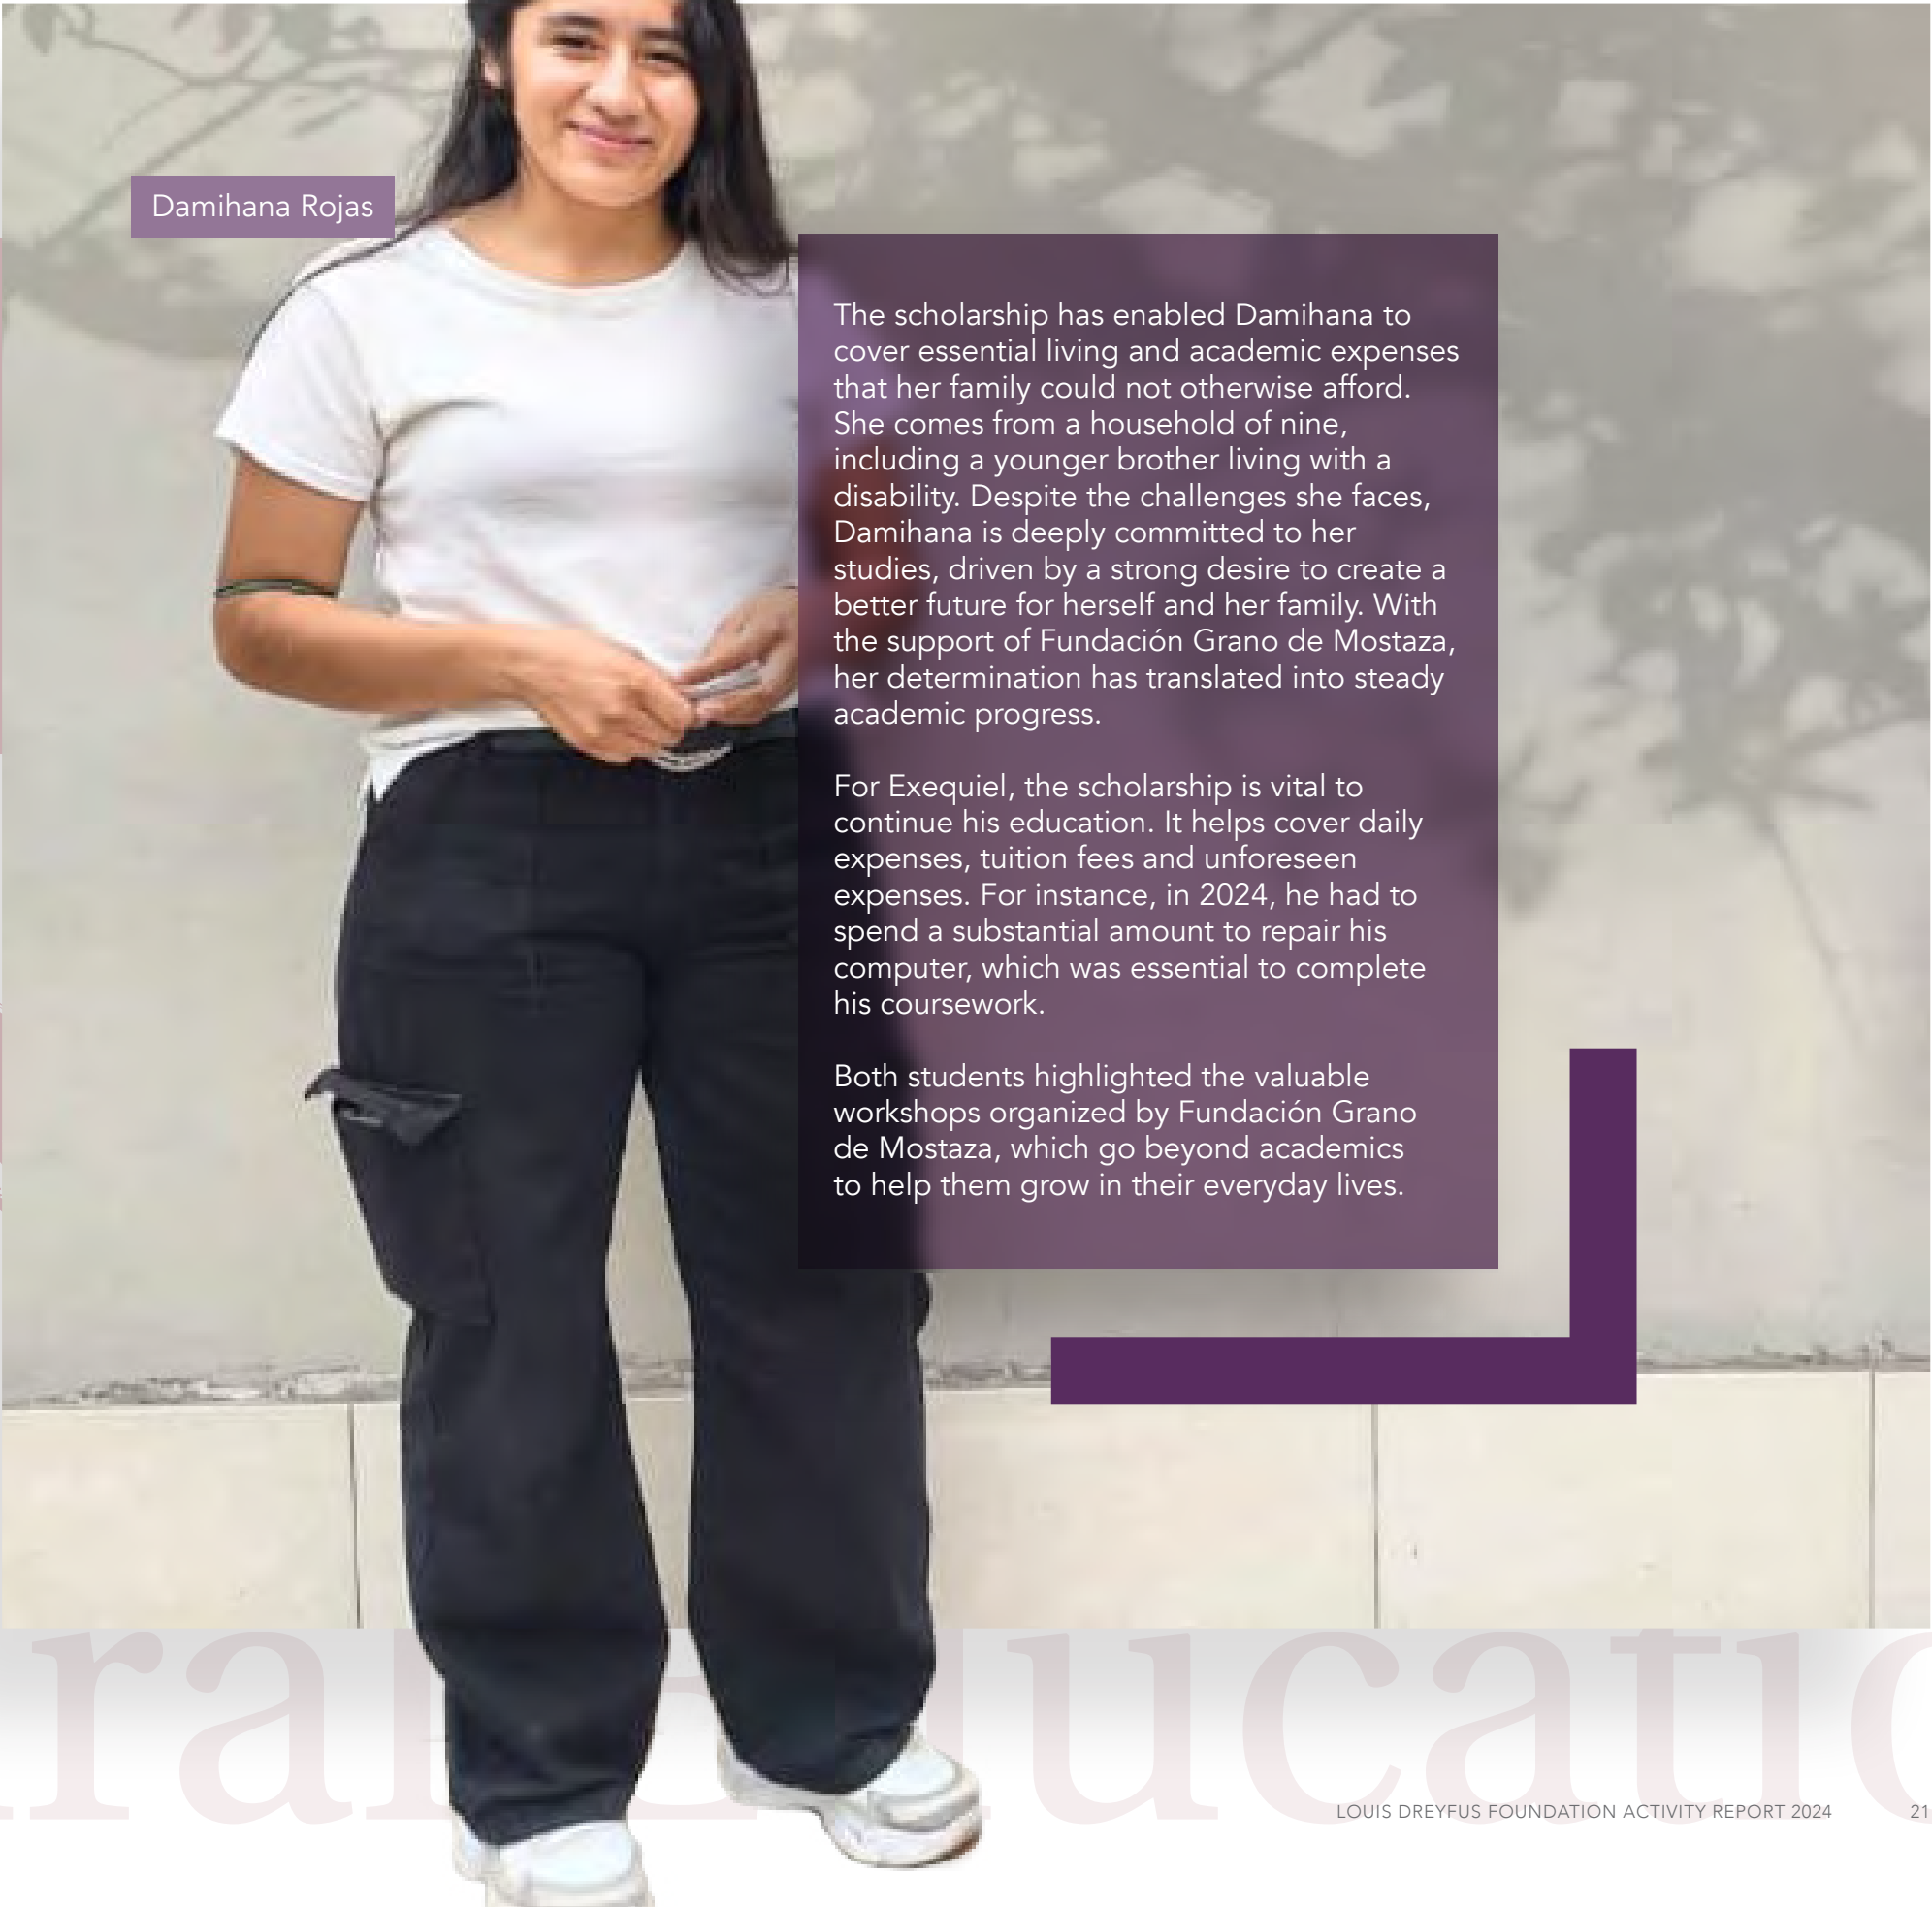 Damihana Rojas
The scholarship has enabled Damihana to
cover essential living and academic expenses
that her family could not otherwise afford.
She comes from a household of nine,
including a younger brother living with a
disability. Despite the challenges she faces,
Damihana is deeply committed to her
studies, driven by a strong desire to create a
better future for herself and her family. With
the support of Fundación Grano de Mostaza,
her determination has translated into steady
academic progress.
For Exequiel, the scholarship is vital to
continue his education. It helps cover daily
expenses, tuition fees and unforeseen
expenses. For instance, in 2024, he had to
spend a substantial amount to repair his
computer, which was essential to complete
his coursework.
Both students highlighted the valuable
workshops organized by Fundación Grano
de Mostaza, which go beyond academics
to help them grow in their everyday lives.
LOUIS DREYFUS FOUNDATION ACTIVITY REPORT 2024 21